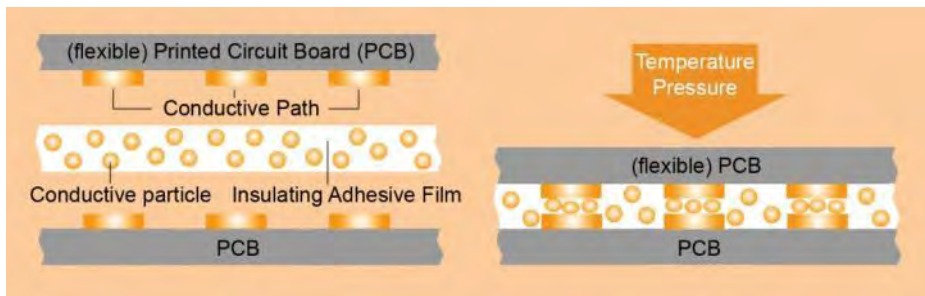 (flexible) Printed Circuit Board (PCB)
Conductive Path
Conductive particle
Insulating Adhesive Film
PCB
Temperature
Pressure
(flexible) PCB
PCB